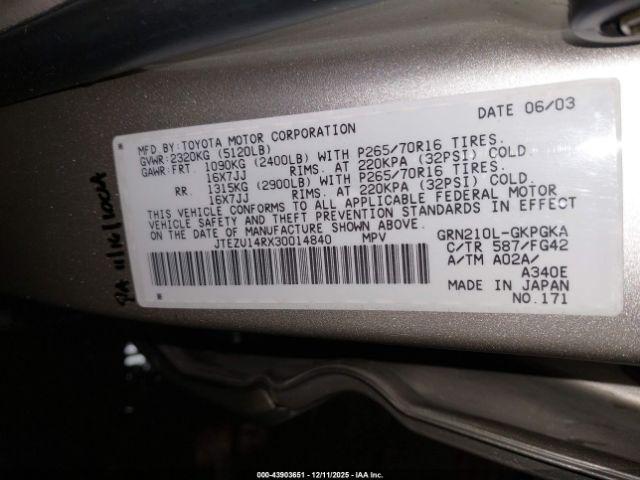 DATE 06/03
MFD.BY:TOYOTA MOTOR CORPORATION
GVWR:2320KG (5120LB)
GAWR:FRT. 1090KG (2400LB) WITH P265/70R16 TIRES.
16X7JJ RIMS. AT 220KPA (32PSI) COLD.
RR. 1315KG (2900LB) WITH P265/70R16 TIRES.
16X7JJ RIMS. AT 220KPA (32PSI) COLD.
THIS VEHICLE CONFORMS TO ALL APPLICABLE FEDERAL MOTOR
VEHICLE SAFETY AND BUMPER STANDARDS IN EFFECT
ON THE DATE OF MANUFACTURE SHOWN ABOVE.
JTEZU14RX30014840 MPV GRN210L-GKPGKA
C/TR 587/FG42
A/TM A02A/
A340E
MADE IN JAPAN
NO.171
000-43903651 - 12/11/2025 - IAA Inc.